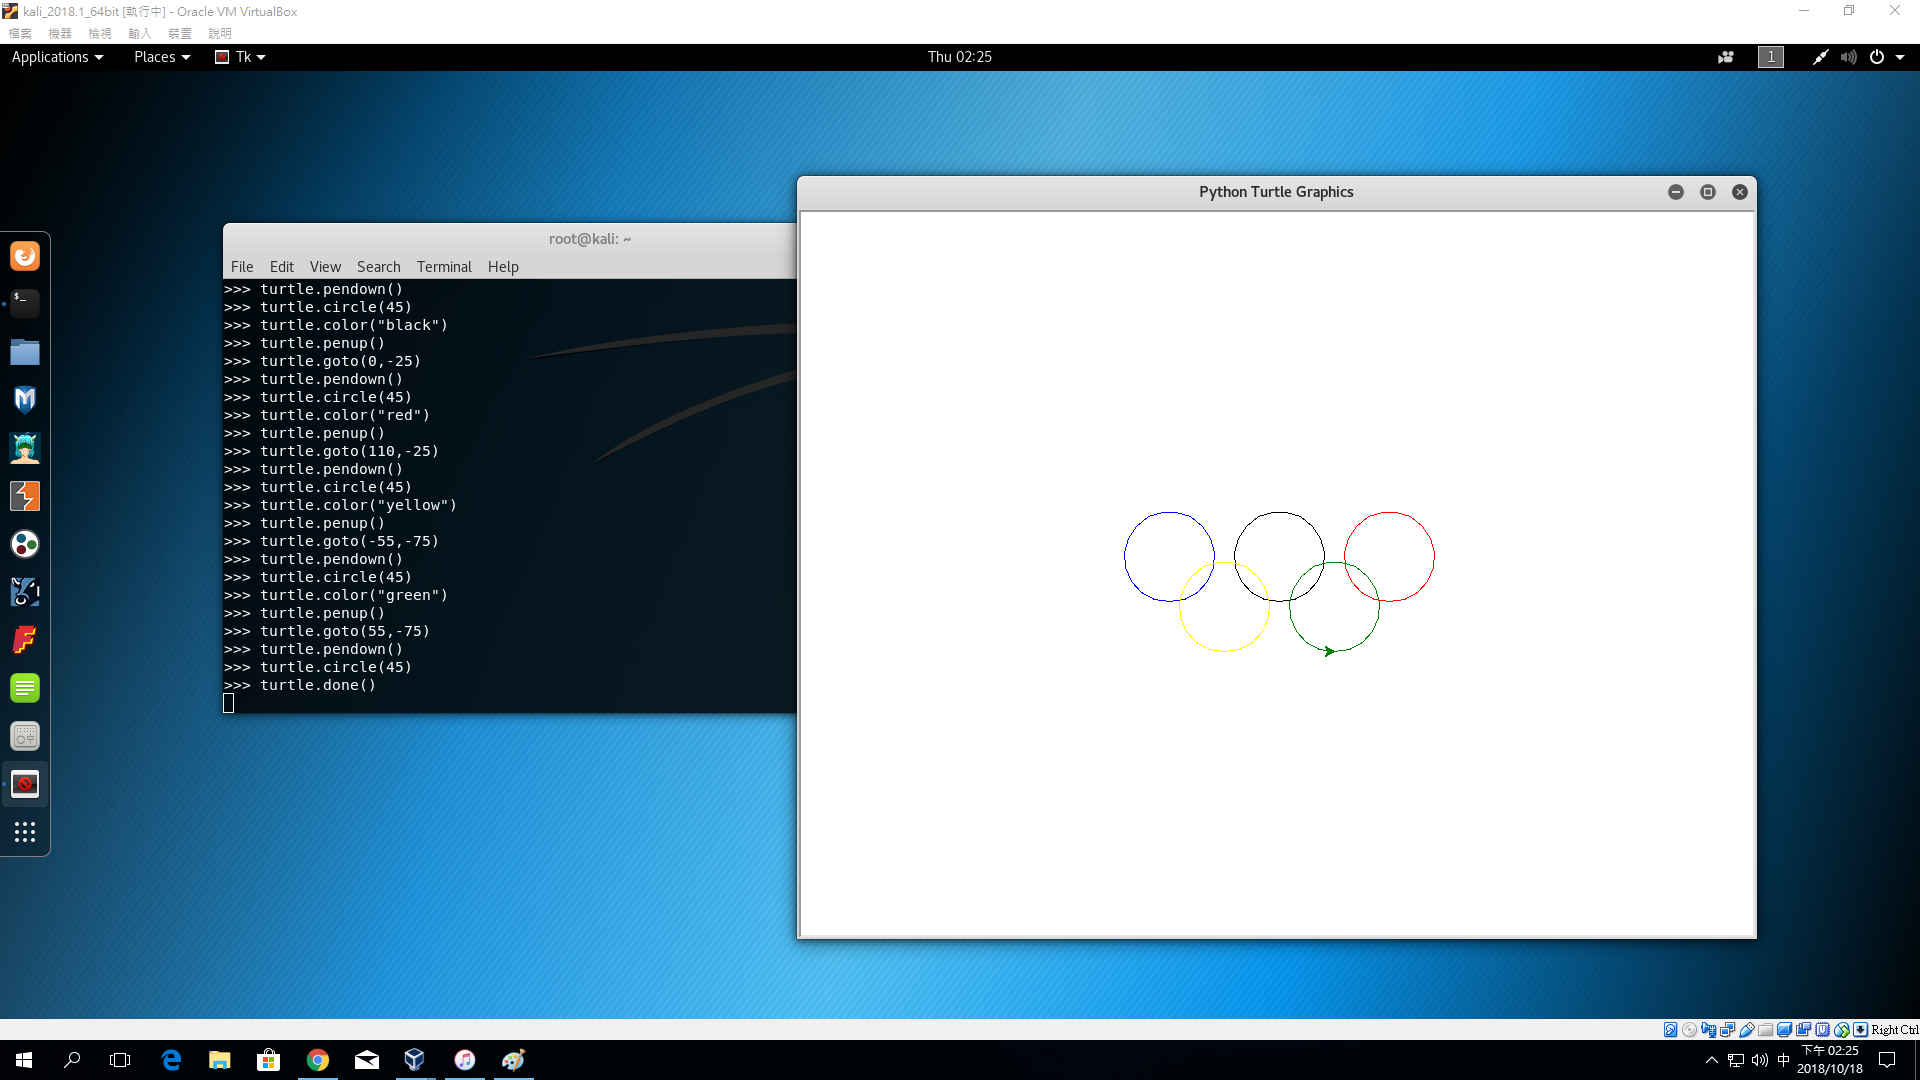 kali_2018.1_64bit [執行中] - Oracle VM VirtualBox
檔案 機器 檢視 輸入 裝置 說明
Applications Places Tk Thu 02:25 1
Python Turtle Graphics
root@kali: ~
File Edit View Search Terminal Help
>>> turtle.pendown()
>>> turtle.circle(45)
>>> turtle.color("black")
>>> turtle.penup()
>>> turtle.goto(0,-25)
>>> turtle.pendown()
>>> turtle.circle(45)
>>> turtle.color("red")
>>> turtle.penup()
>>> turtle.goto(110,-25)
>>> turtle.pendown()
>>> turtle.circle(45)
>>> turtle.color("yellow")
>>> turtle.penup()
>>> turtle.goto(-55,-75)
>>> turtle.pendown()
>>> turtle.circle(45)
>>> turtle.color("green")
>>> turtle.penup()
>>> turtle.goto(55,-75)
>>> turtle.pendown()
>>> turtle.circle(45)
>>> turtle.done()
Right Ctrl
中 下午 02:25
2018/10/18